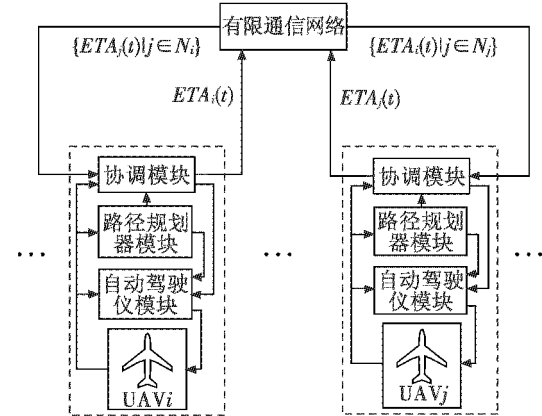 有限通信网络
{ETAⱼ(t)|j∈Nᵢ}
{ETAᵢ(t)|i∈Nⱼ}
ETAᵢ(t)
ETAⱼ(t)
协调模块
路径规划
器模块
自动驾驶
仪模块
UAVi
协调模块
路径规划
器模块
自动驾驶
仪模块
UAVj
... ... ...